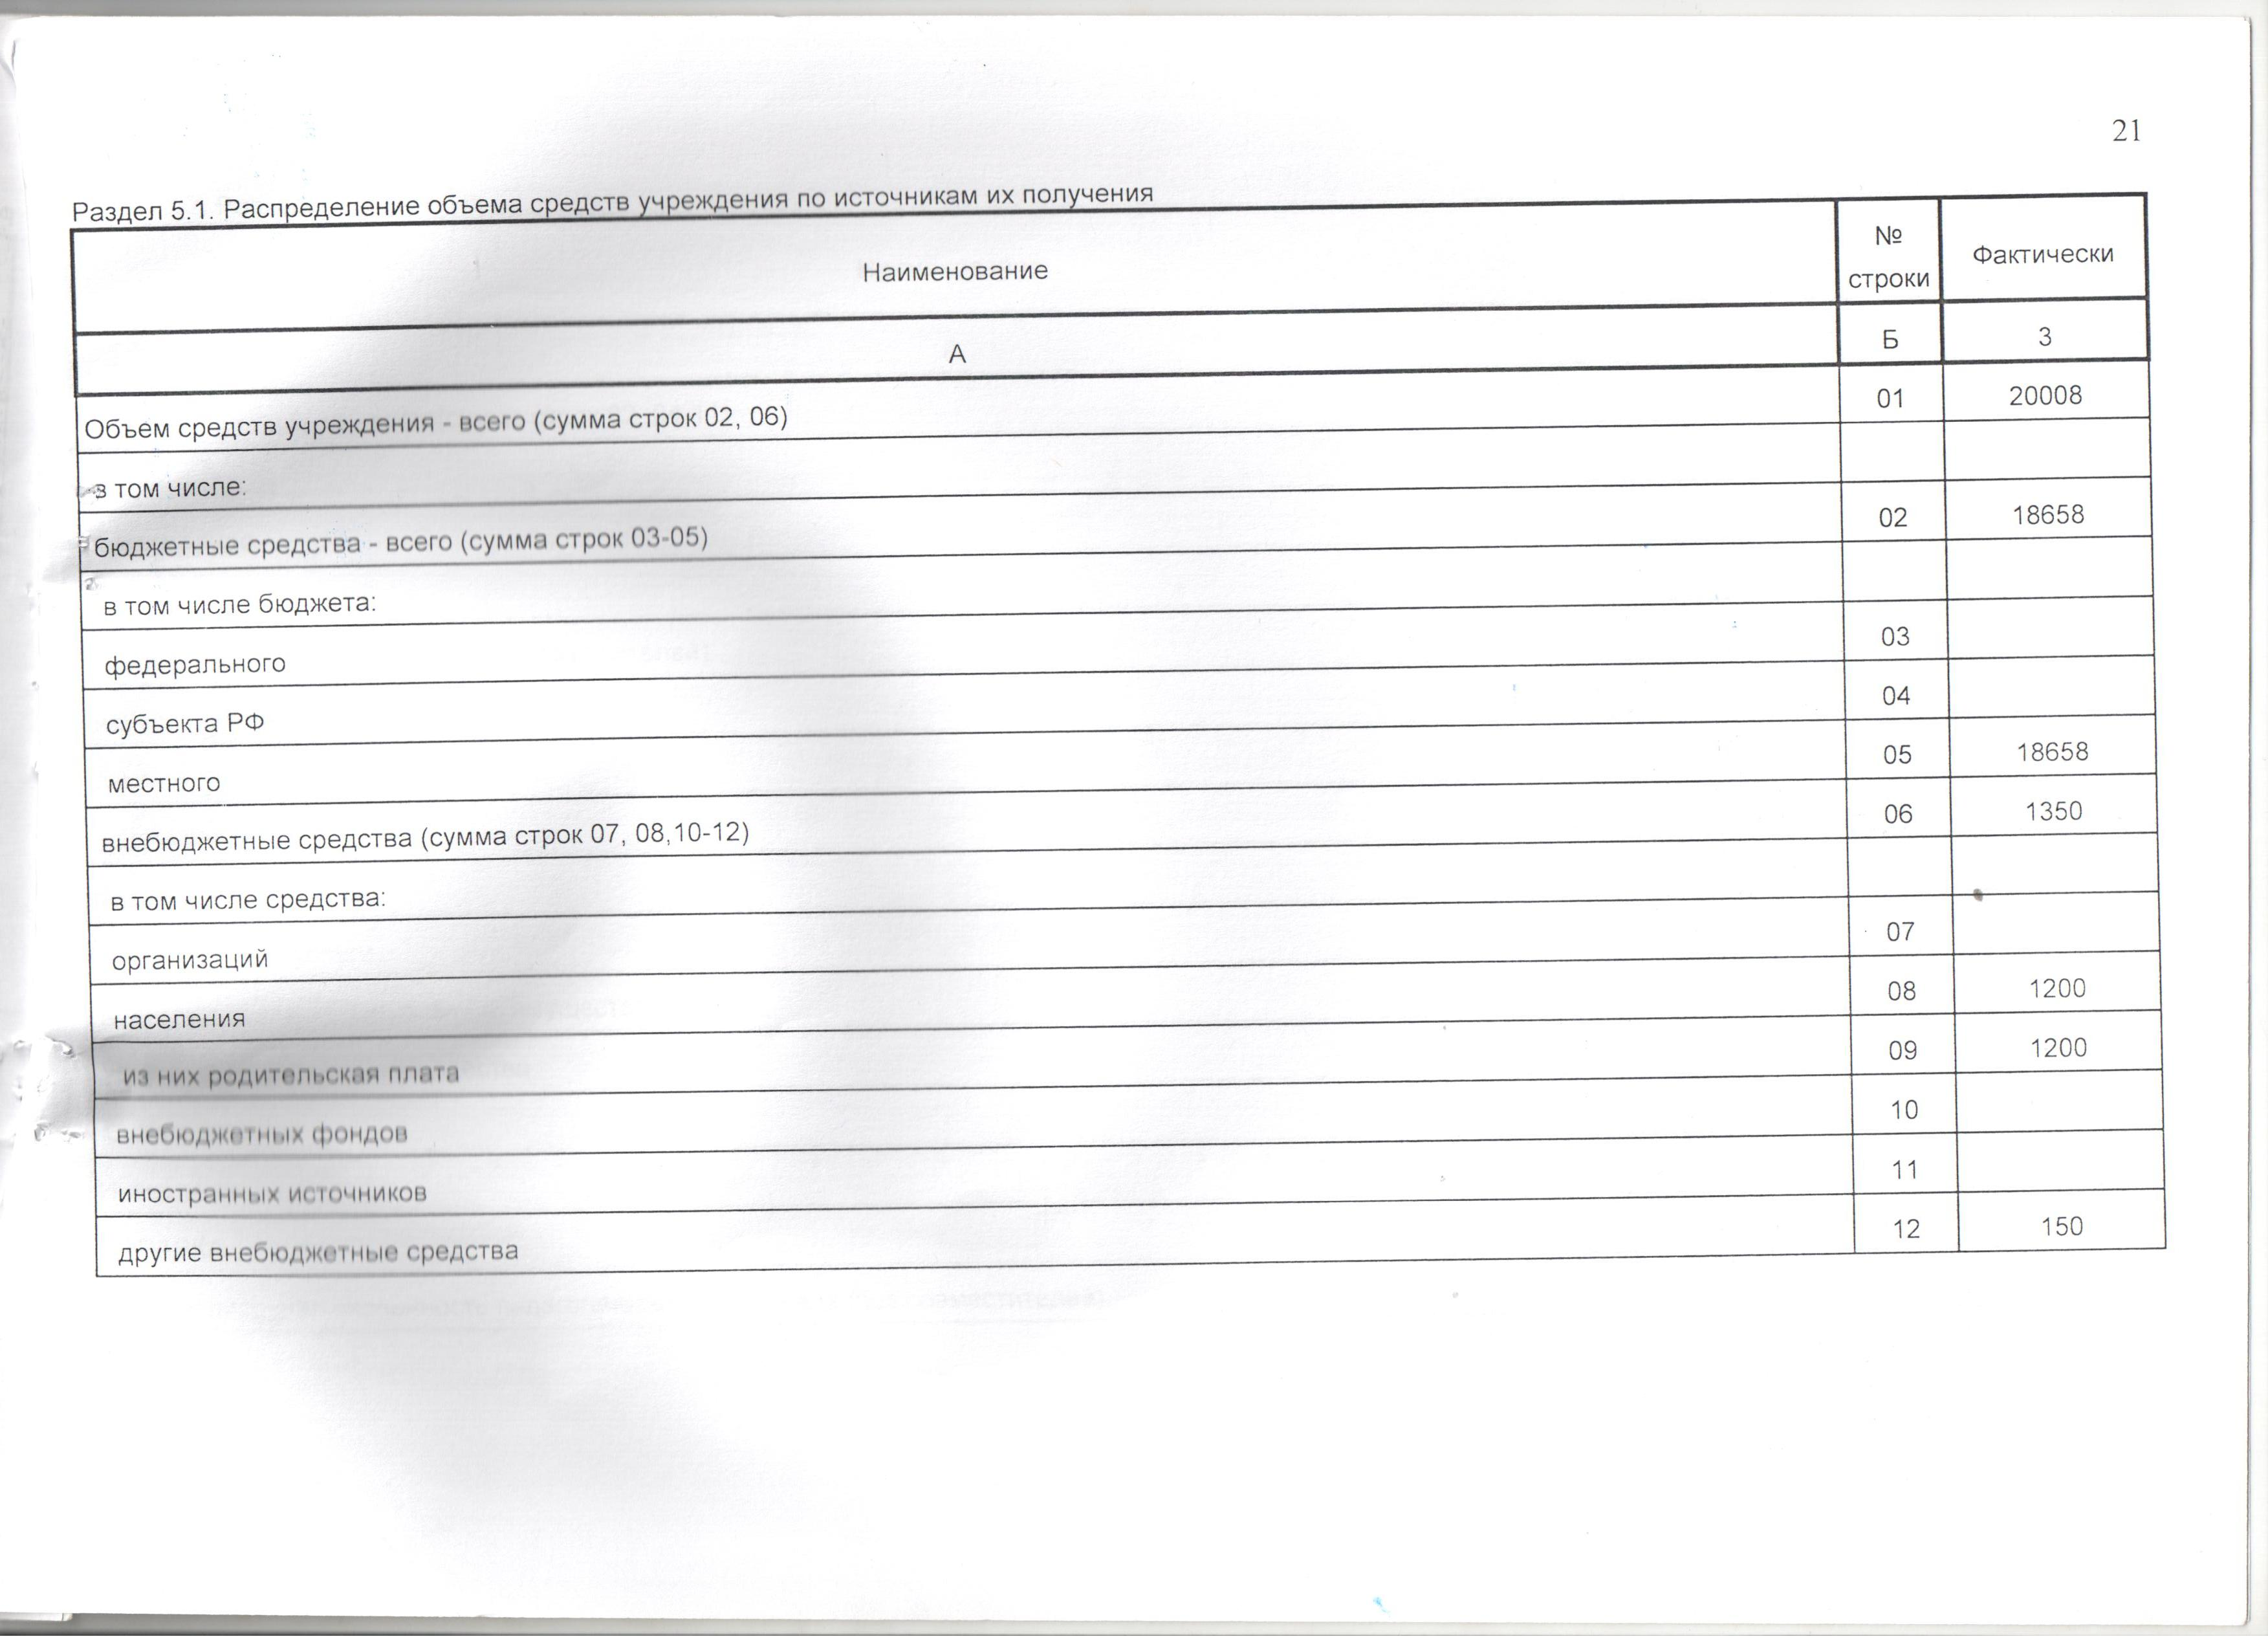 21
Раздел 5.1. Распределение объема средств учреждения по источникам их получения
Наименование № строки Фактически
А Б 3
Объем средств учреждения - всего (сумма строк 02, 06) 01 20008
в том числе:
бюджетные средства - всего (сумма строк 03-05) 02 18658
в том числе бюджета:
федерального 03
субъекта РФ 04
местного 05 18658
внебюджетные средства (сумма строк 07, 08,10-12) 06 1350
в том числе средства:
организаций 07
населения 08 1200
из них родительская плата 09 1200
внебюджетных фондов 10
иностранных источников 11
другие внебюджетные средства 12 150